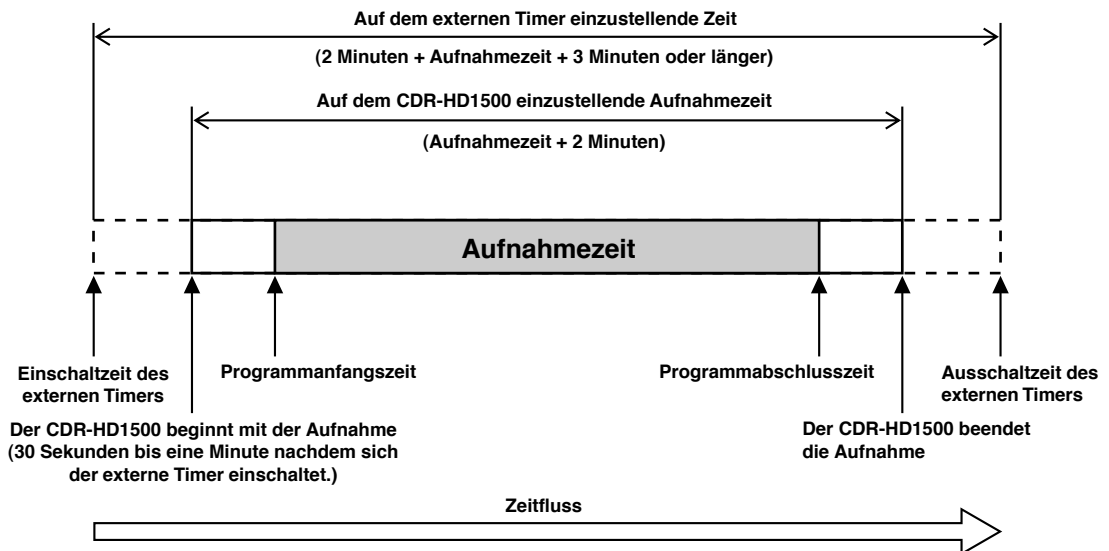 Auf dem externen Timer einzustellende Zeit
(2 Minuten + Aufnahmezeit + 3 Minuten oder länger)
Auf dem CDR-HD1500 einzustellende Aufnahmezeit
(Aufnahmezeit + 2 Minuten)
Aufnahmezeit
Einschaltzeit des
externen Timers
Programmanfangszeit
Programmabschlusszeit
Ausschaltzeit des
externen Timers
Der CDR-HD1500 beginnt mit der Aufnahme
(30 Sekunden bis eine Minute nachdem sich
der externe Timer einschaltet.)
Der CDR-HD1500 beendet
die Aufnahme
Zeitfluss